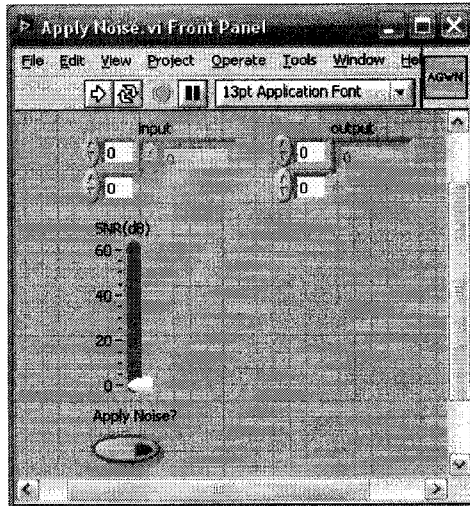 Apply Noise.vi Front Panel
File Edit View Project Operate Tools Window Hel
13pt Application Font
AGWN
input output
0 0 0 0
0 0
SNR(dB)
60
40
20
0
Apply Noise?